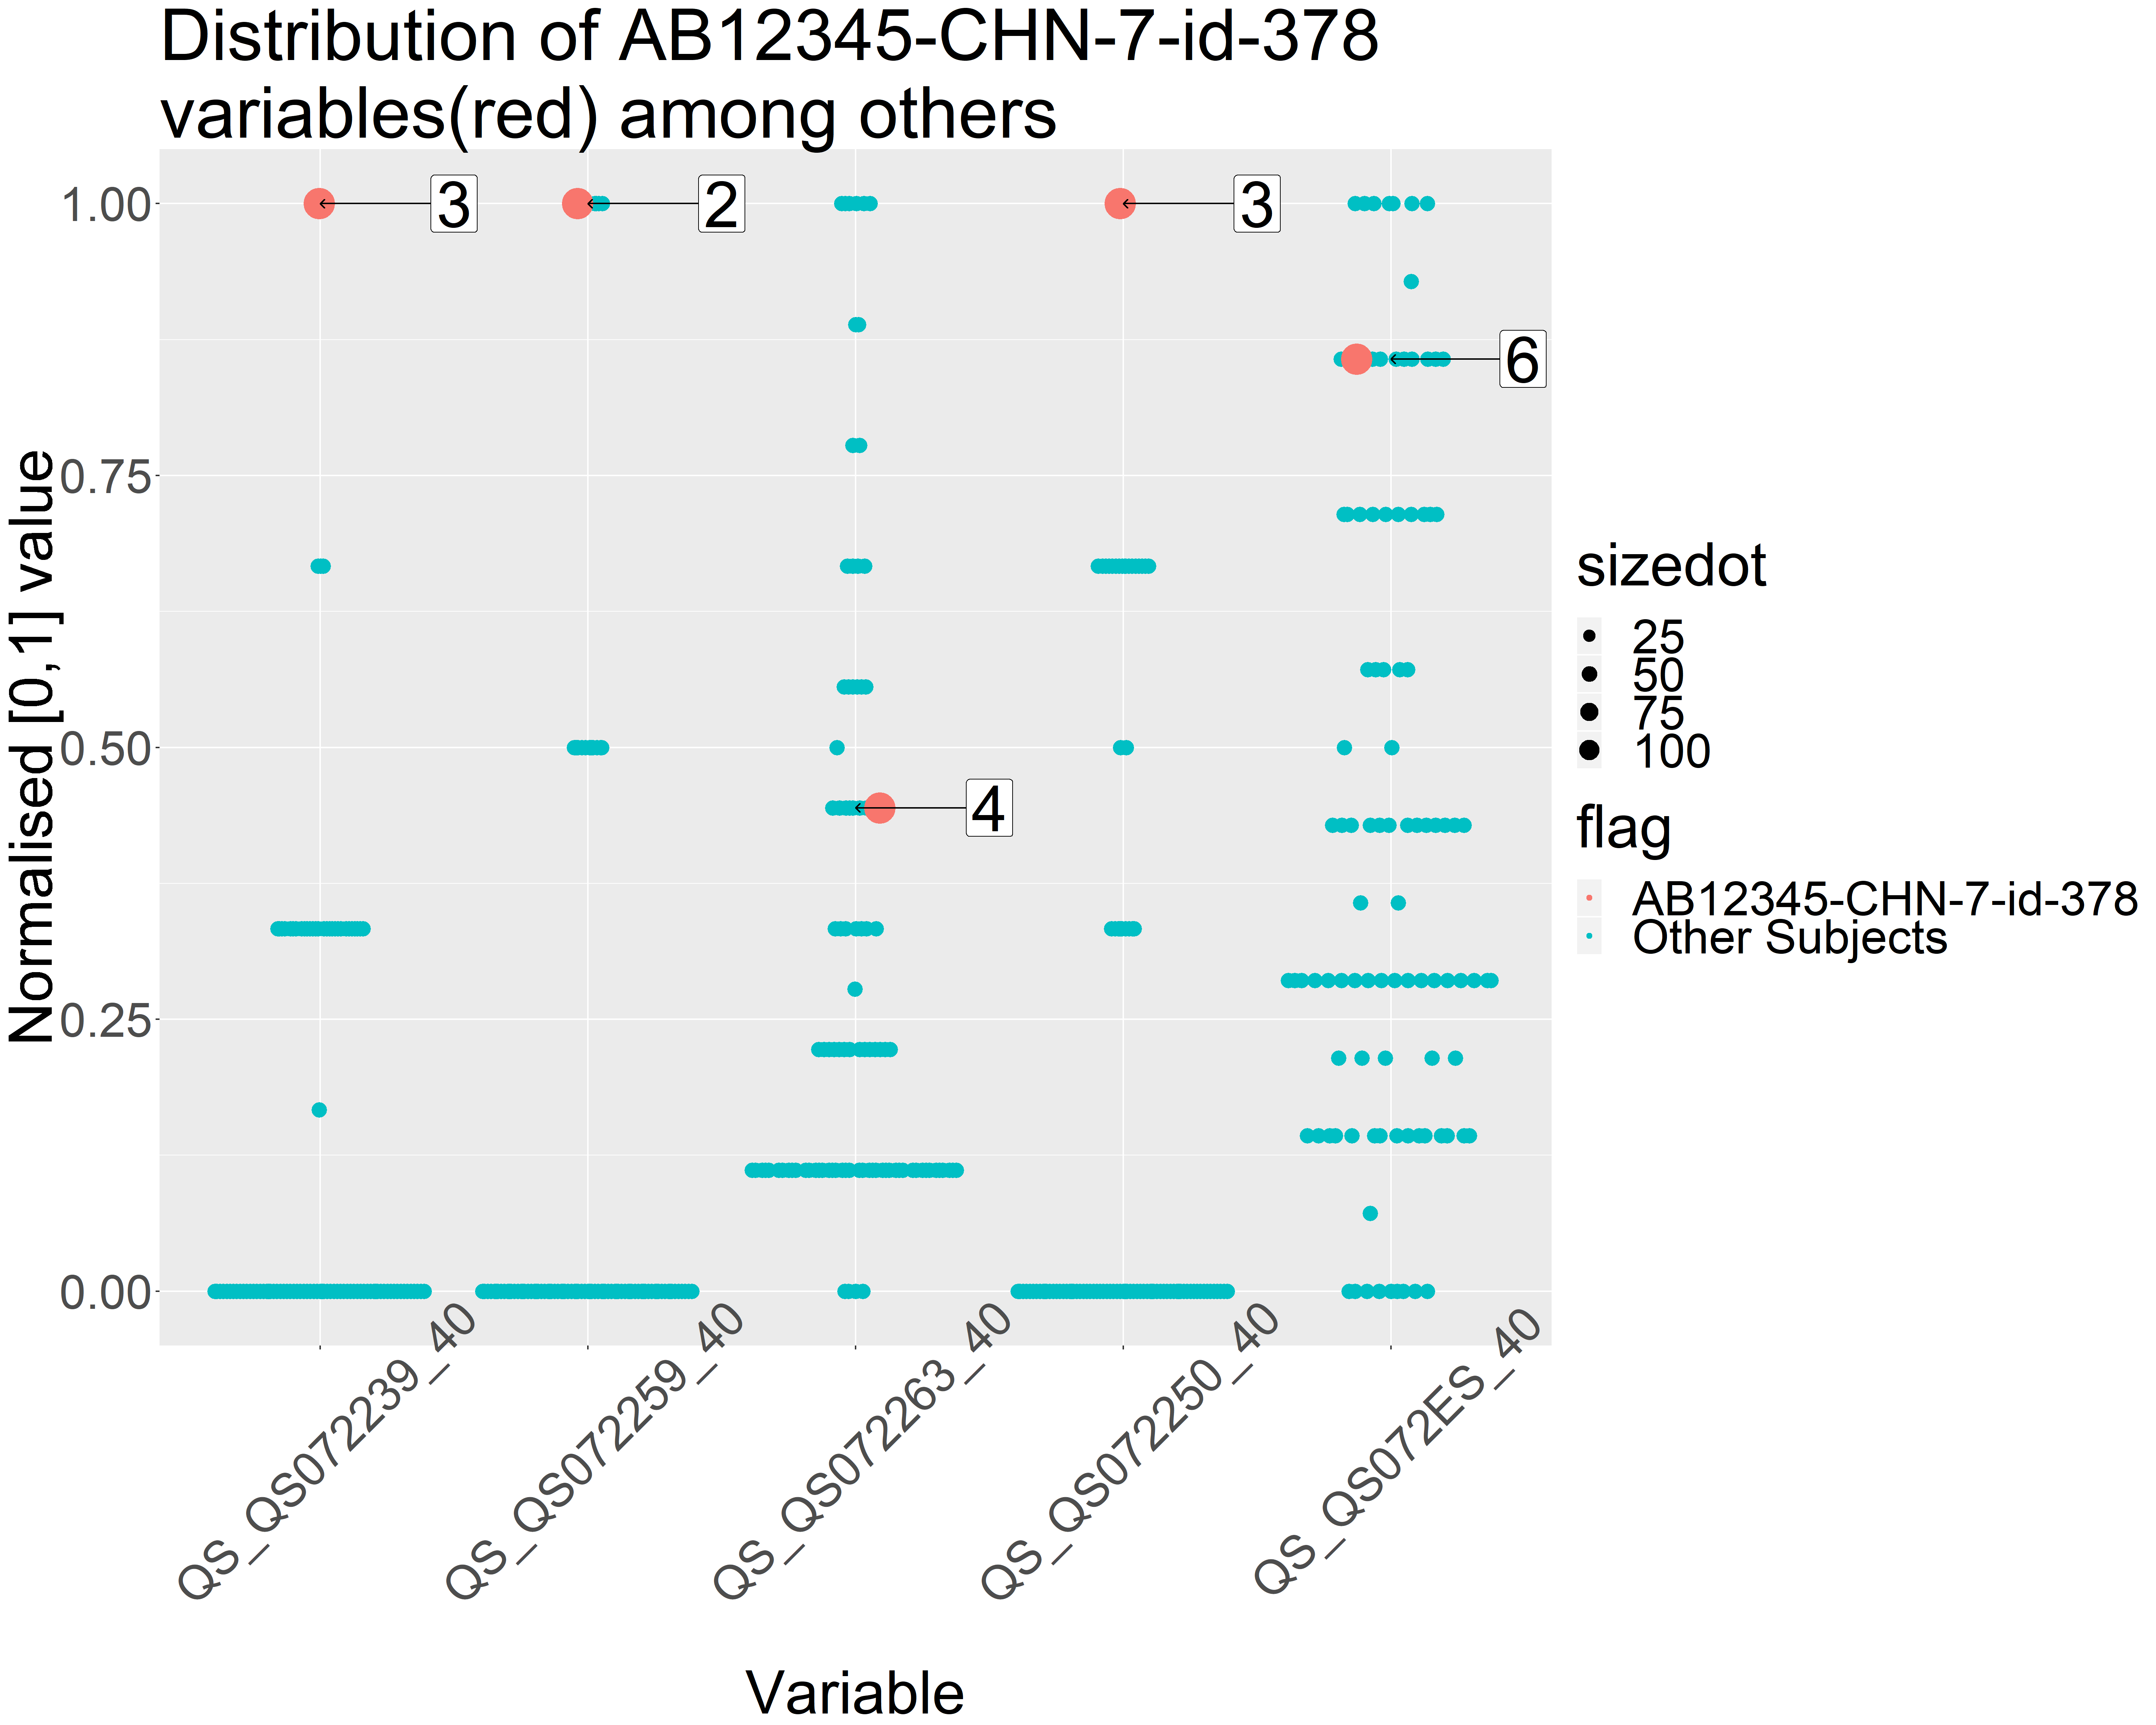 Distribution of AB12345-CHN-7-id-378
variables(red) among others
Normalised [0,1] value
1.00
0.75
0.50
0.25
0.00
3
2
3
6
4
QS_QS072239_40
QS_QS072259_40
QS_QS072263_40
QS_QS072250_40
QS_QS072ES_40
Variable
sizedot
25
50
75
100
flag
AB12345-CHN-7-id-378
Other Subjects